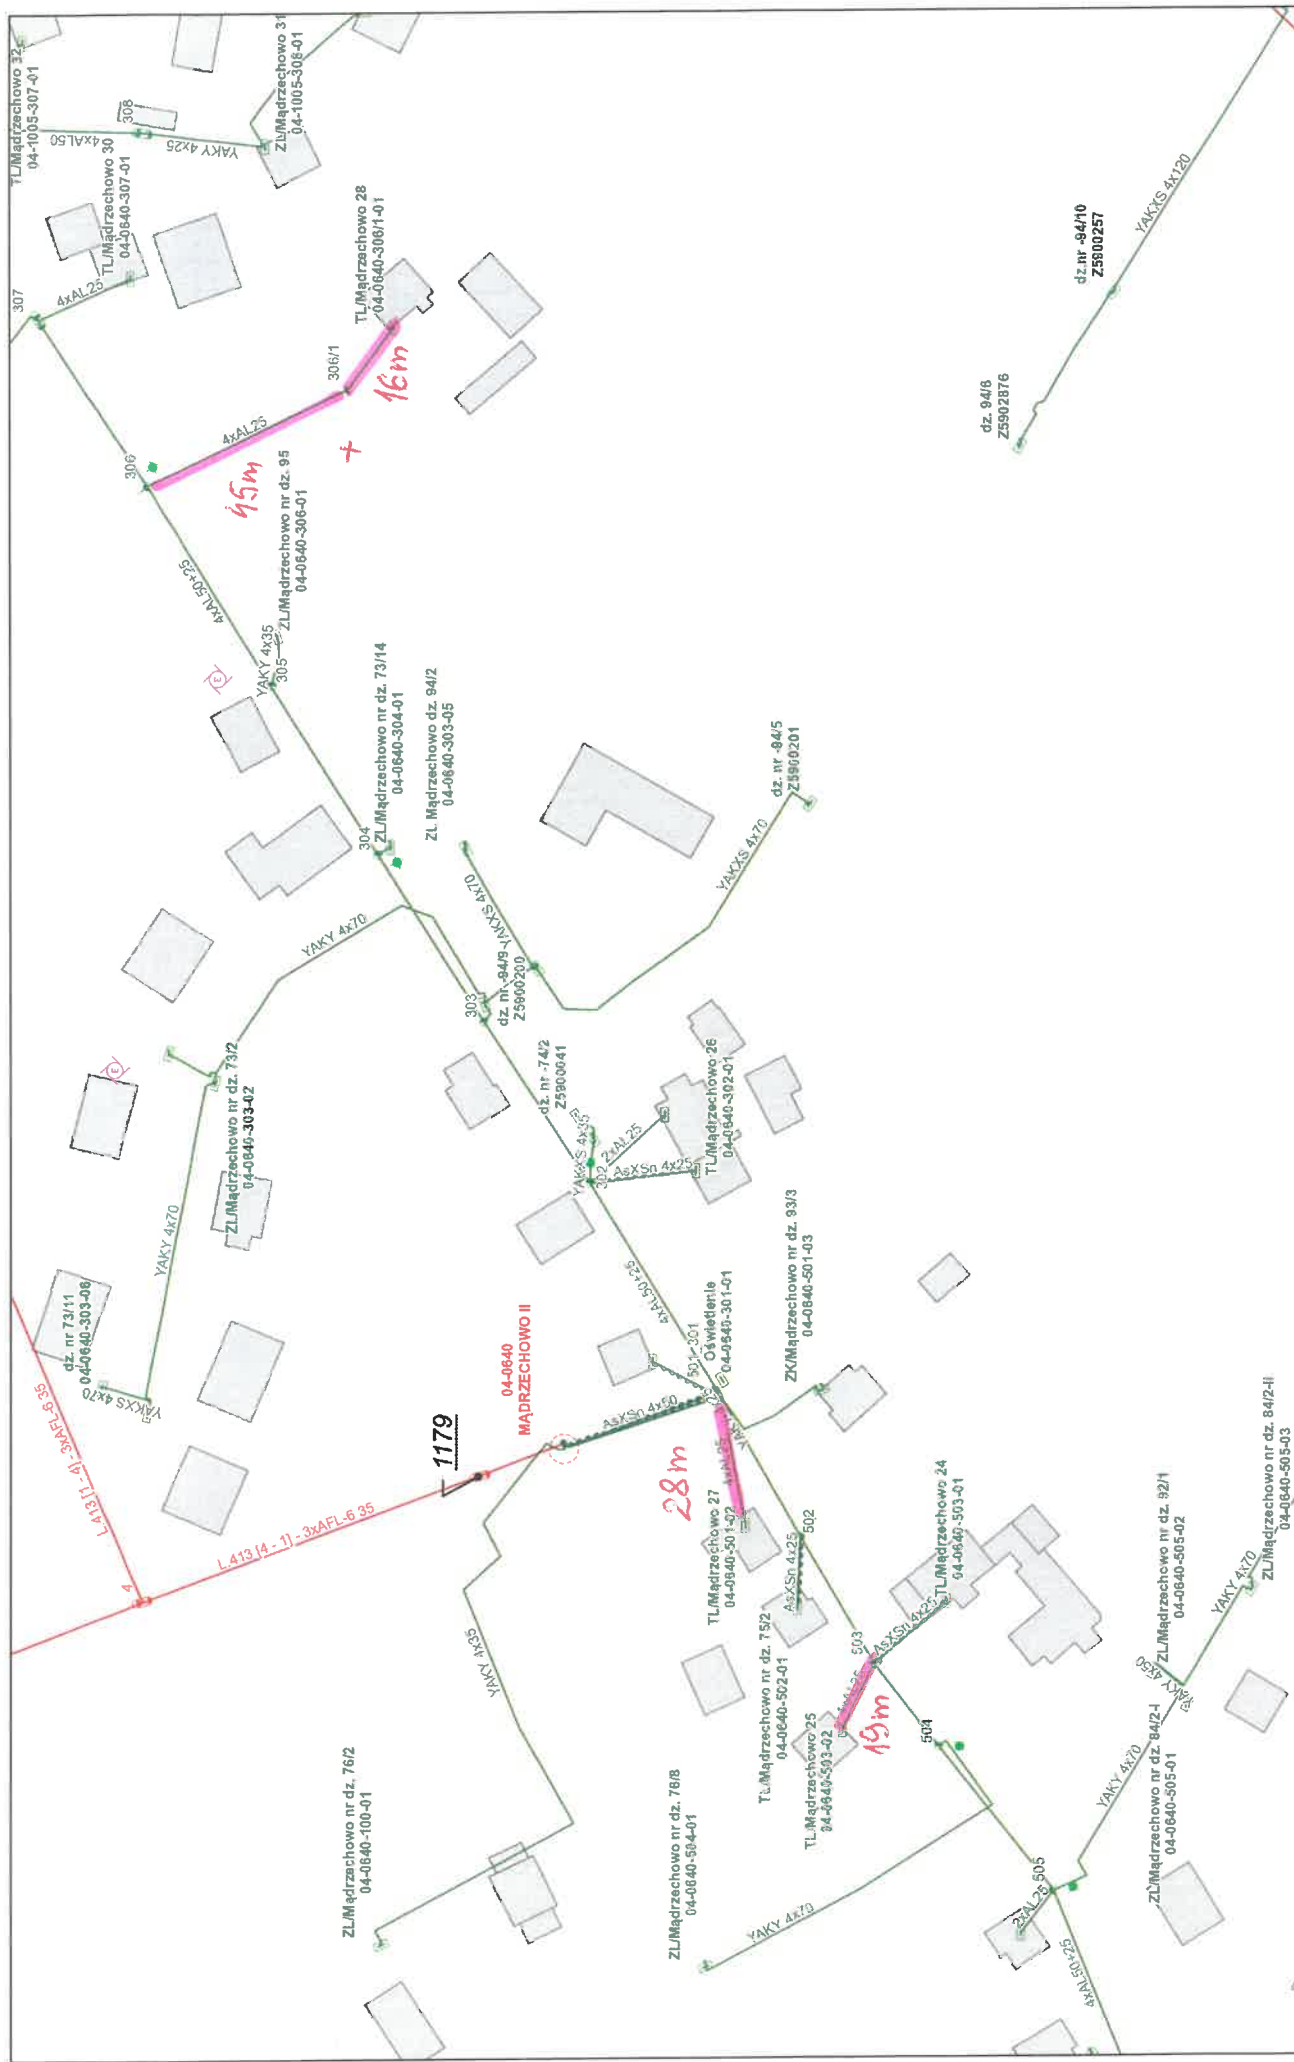 TL/Mądrzechowo 32
04-1005-307-01
4xAL50
308
YAKY 4x25
ZL/Mądrzechowo 31
04-1005-308-01
TL/Mądrzechowo 30
04-0640-307-01
307
4xAL25
TL/Mądrzechowo 28
04-0640-306/1-01
306/1
16m
+
4xAL25
45m
306
ZL/Mądrzechowo nr dz. 95
04-0640-306-01
4xAL50+25
YAKY 4x35
305
dz.nr -94/10
Z5900257
YAKXS 4x120
dz. 94/6
Z5902876
ZL/Mądrzechowo nr dz. 73/14
04-0640-304-01
304
ZL Mądrzechowo dz. 94/2
04-0640-303-05
YAKXS 4x70
dz. nr -94/5
Z5900201
YAKXS 4x70
YAKY 4x70
303
dz. nr -94/9
Z5900200
ZL/Mądrzechowo nr dz. 73/2
04-0640-303-02
YAKY 4x70
dz. nr -74/2
Z5900641
YAKXS 4x35
302
2xAL25
AsXSn 4x25
TL/Mądrzechowo 26
04-0640-302-01
dz. nr 73/11
04-0640-303-06
YAKXS 4x70
4xAL50+25
L.413 [1 - 4] - 3xAFL-6 35
04-0640
MĄDRZECHOWO II
1179
L.413 [4 - 1] - 3xAFL-6 35
4
AsXSn 4x50
501
301
Oświetlenie
04-0640-301-01
ZK/Mądrzechowo nr dz. 93/3
04-0640-501-03
28m
4xAL25
TL/Mądrzechowo 27
04-0640-501-02
502
AsXSn 4x25
TL/Mądrzechowo nr dz. 75/2
04-0640-502-01
TL/Mądrzechowo 24
04-0640-503-01
503
AsXSn 4x25
19m
TL/Mądrzechowo 25
04-0640-503-02
YAKY 4x35
ZL/Mądrzechowo nr dz. 76/2
04-0640-100-01
504
ZL/Mądrzechowo nr dz. 76/8
04-0640-504-01
YAKY 4x70
505
2xAL25
4xAL50+25
ZL/Mądrzechowo nr dz. 84/2-I
04-0640-505-01
YAKY 4x70
YAKY 4x50
ZL/Mądrzechowo nr dz. 92/1
04-0640-505-02
YAKY 4x70
ZL/Mądrzechowo nr dz. 84/2-II
04-0640-505-03